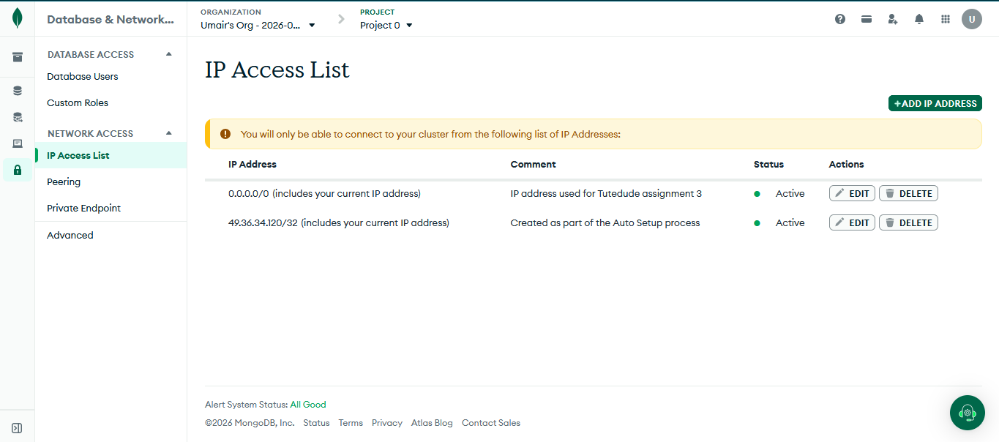 Database & Network...
ORGANIZATION
Umair's Org - 2026-0...
PROJECT
Project 0
U
DATABASE ACCESS
Database Users
Custom Roles
NETWORK ACCESS
IP Access List
Peering
Private Endpoint
Advanced
IP Access List
+ADD IP ADDRESS
You will only be able to connect to your cluster from the following list of IP Addresses:
IP Address Comment Status Actions
0.0.0.0/0 (includes your current IP address) IP address used for Tutedude assignment 3 Active EDIT DELETE
49.36.34.120/32 (includes your current IP address) Created as part of the Auto Setup process Active EDIT DELETE
Alert System Status: All Good
©2026 MongoDB, Inc. Status Terms Privacy Atlas Blog Contact Sales